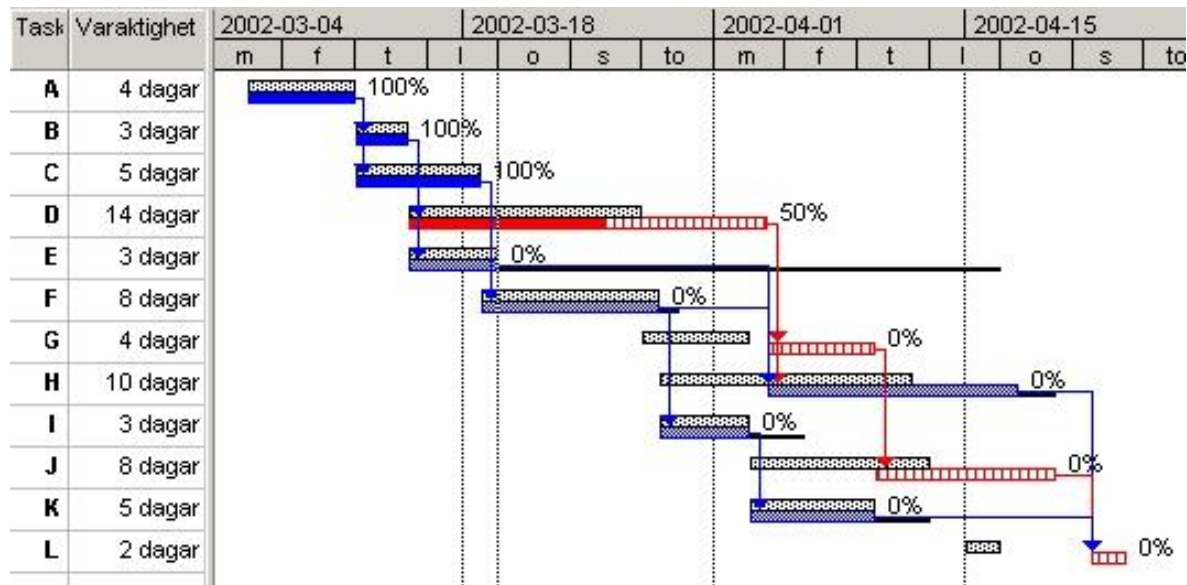 Task Varaktighet 2002-03-04 2002-03-18 2002-04-01 2002-04-15
m f t l o s to m f t l o s to
A 4 dagar 100%
B 3 dagar 100%
C 5 dagar 100%
D 14 dagar 50%
E 3 dagar 0%
F 8 dagar 0%
G 4 dagar 0%
H 10 dagar 0%
I 3 dagar 0%
J 8 dagar 0%
K 5 dagar 0%
L 2 dagar 0%